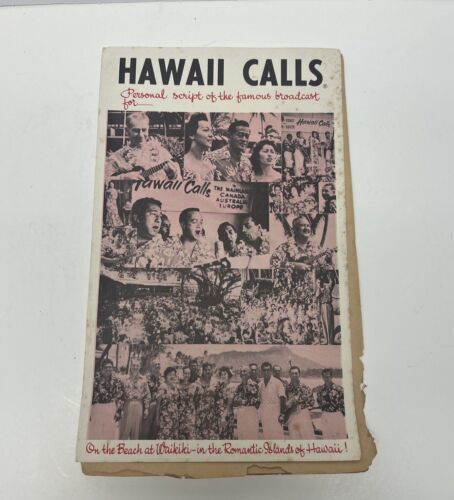 HAWAII CALLS®
Personal script of the famous broadcast
for
Hawaii Calls
Hawaii Calls
THE MAINLAND
CANADA
AUSTRALIA
EUROPE
On the Beach at Waikiki - in the Romantic Islands of Hawaii!